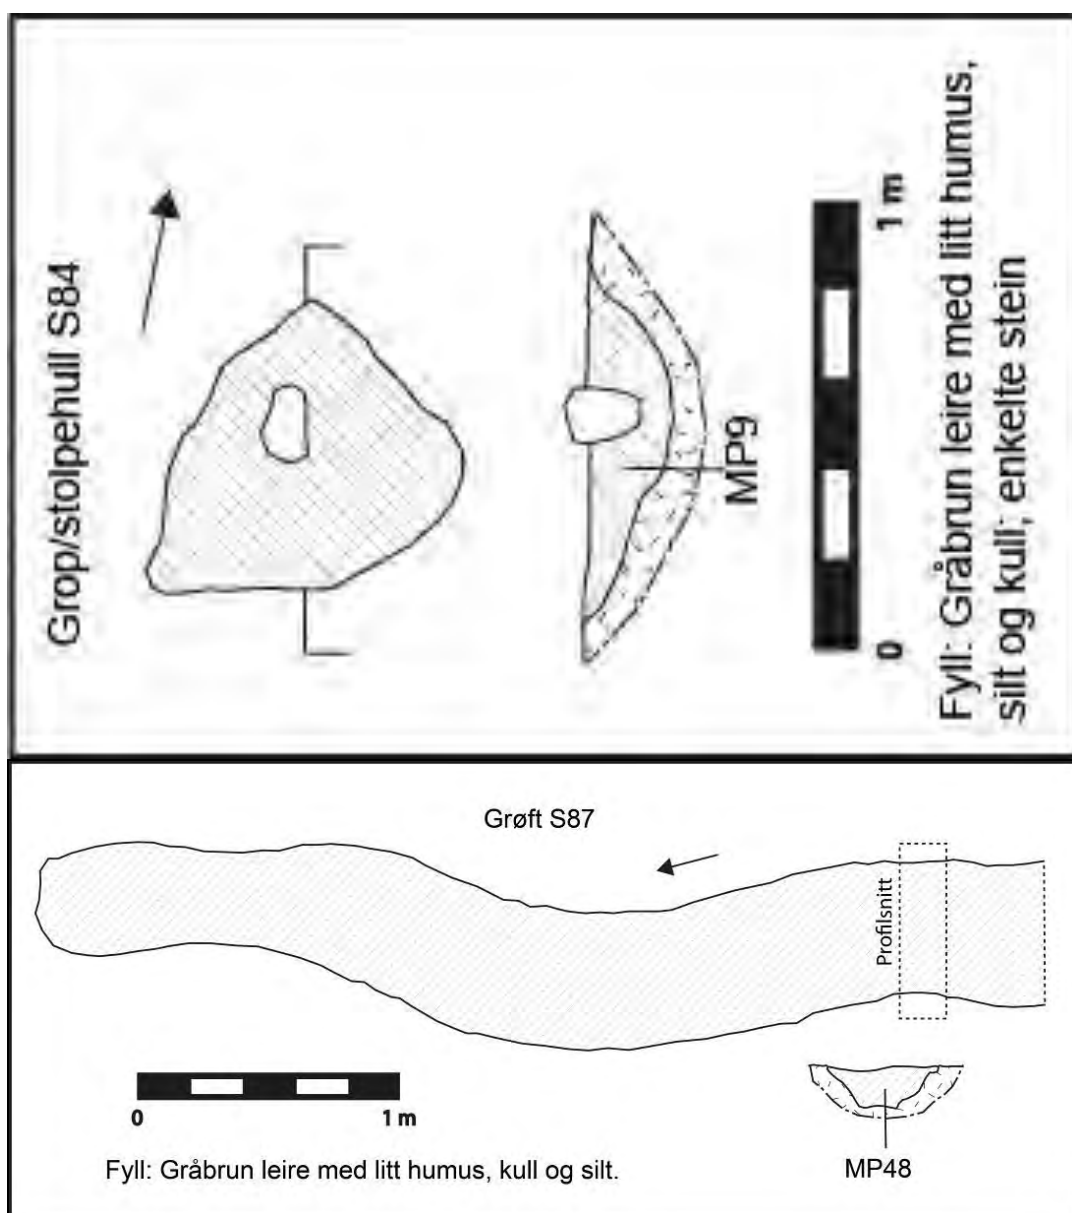 Grop/stolpehull S84
MP9
0
1 m
Fyll: Gråbrun leire med litt humus,
silt og kull; enkelte stein
Grøft S87
Profilsnitt
0
1 m
MP48
Fyll: Gråbrun leire med litt humus, kull og silt.